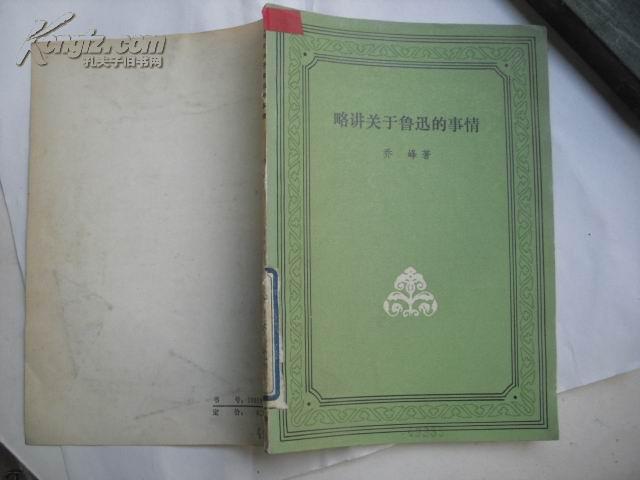 Kongfz.com
孔夫子旧书网
略讲关于鲁迅的事情
乔 峰 著
书 号:
定 价: